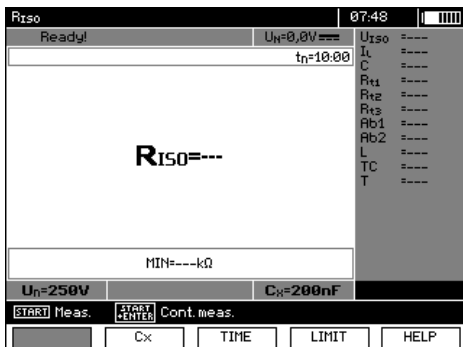 RISO 07:48
Ready! UN=0,0V
tn=10:00
UISO =---
IL =---
C =---
Rt1 =---
Rt2 =---
Rt3 =---
Ab1 =---
Ab2 =---
L =---
TC =---
T =---
RISO=---
MIN=---kΩ
Un=250V CX=200nF
START Meas. START +ENTER Cont. meas.
Cx TIME LIMIT HELP